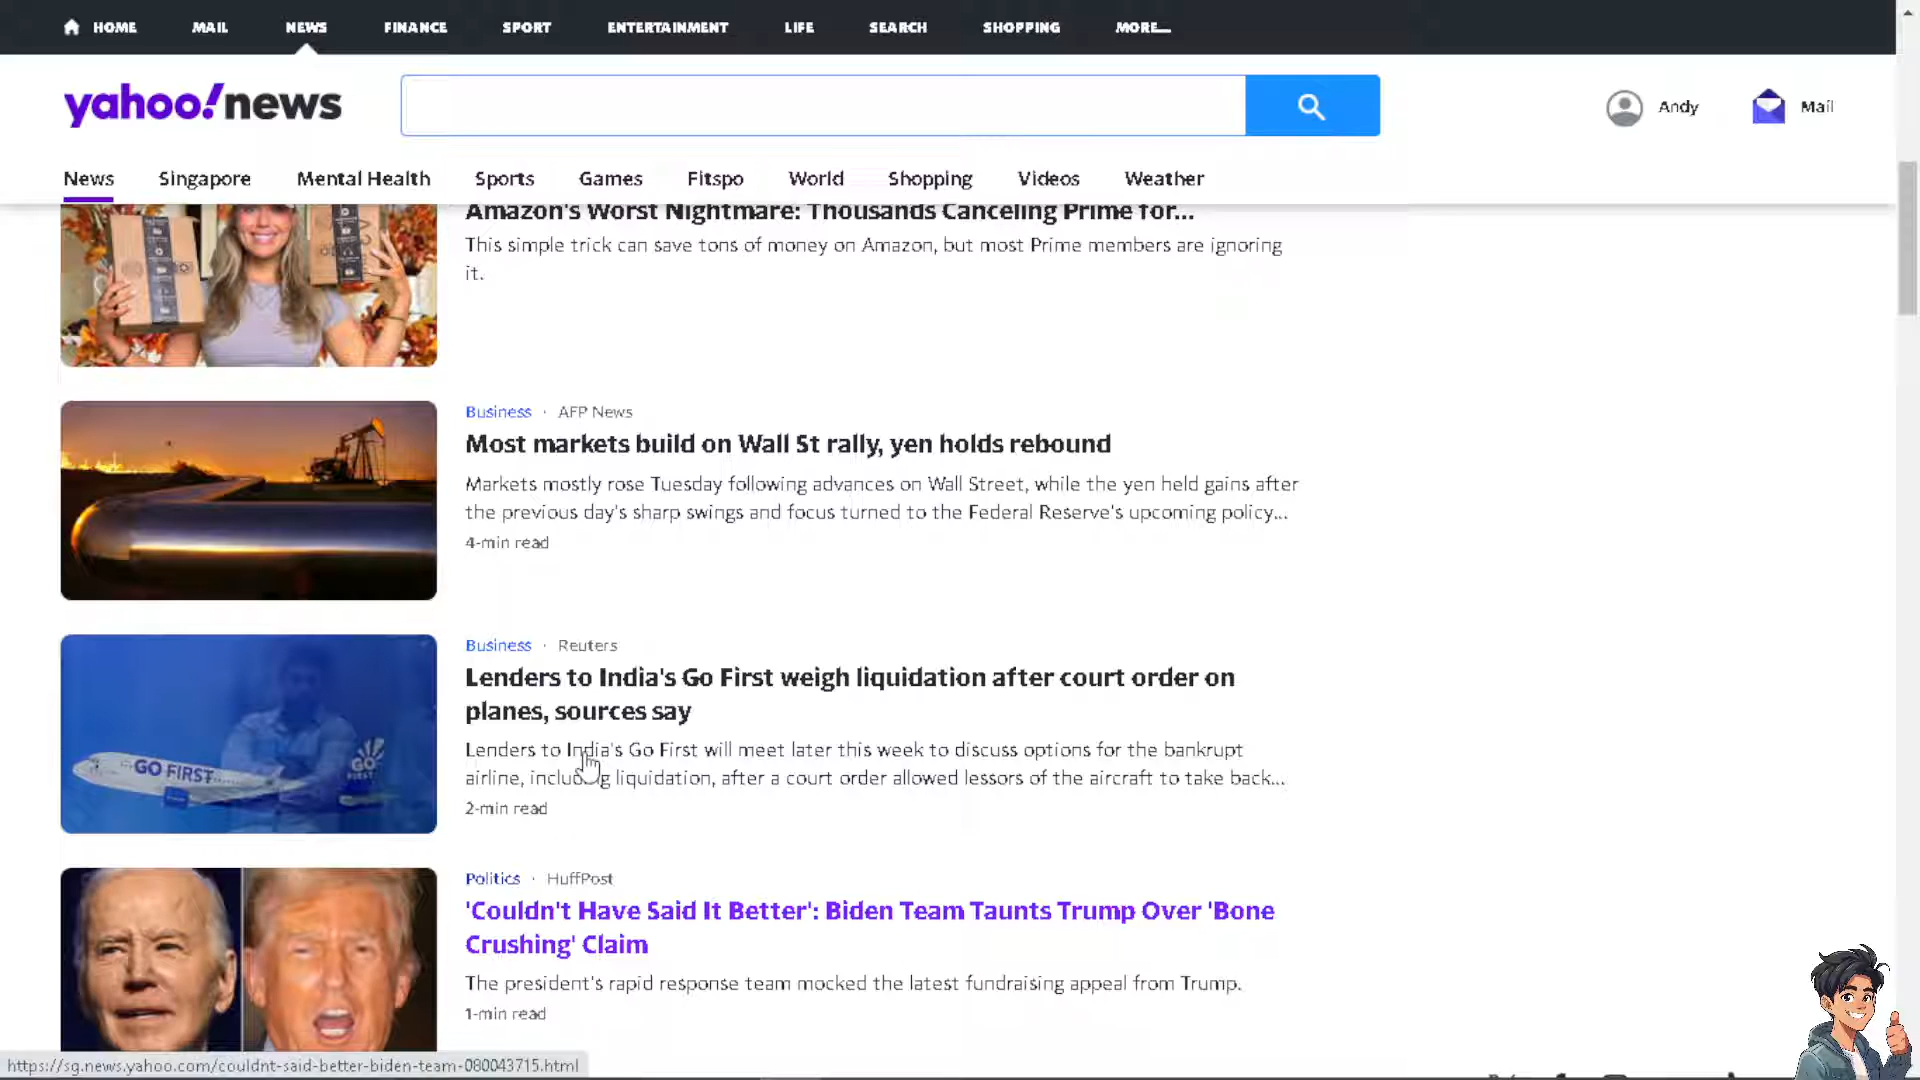 HOME MAIL NEWS FINANCE SPORT ENTERTAINMENT LIFE SEARCH SHOPPING MORE...
yahoo!news
Andy
Mail
News Singapore Mental Health Sports Games Fitspo World Shopping Videos Weather
Amazon's Worst Nightmare: Thousands Canceling Prime for...
This simple trick can save tons of money on Amazon, but most Prime members are ignoring
it.
Business · AFP News
Most markets build on Wall St rally, yen holds rebound
Markets mostly rose Tuesday following advances on Wall Street, while the yen held gains after
the previous day's sharp swings and focus turned to the Federal Reserve's upcoming policy...
4-min read
GO FIRST
GO
Business · Reuters
Lenders to India's Go First weigh liquidation after court order on
planes, sources say
Lenders to India's Go First will meet later this week to discuss options for the bankrupt
airline, including liquidation, after a court order allowed lessors of the aircraft to take back...
2-min read
Politics · HuffPost
'Couldn't Have Said It Better': Biden Team Taunts Trump Over 'Bone
Crushing' Claim
The president's rapid response team mocked the latest fundraising appeal from Trump.
1-min read
https://sg.news.yahoo.com/couldnt-said-better-biden-team-080043715.html